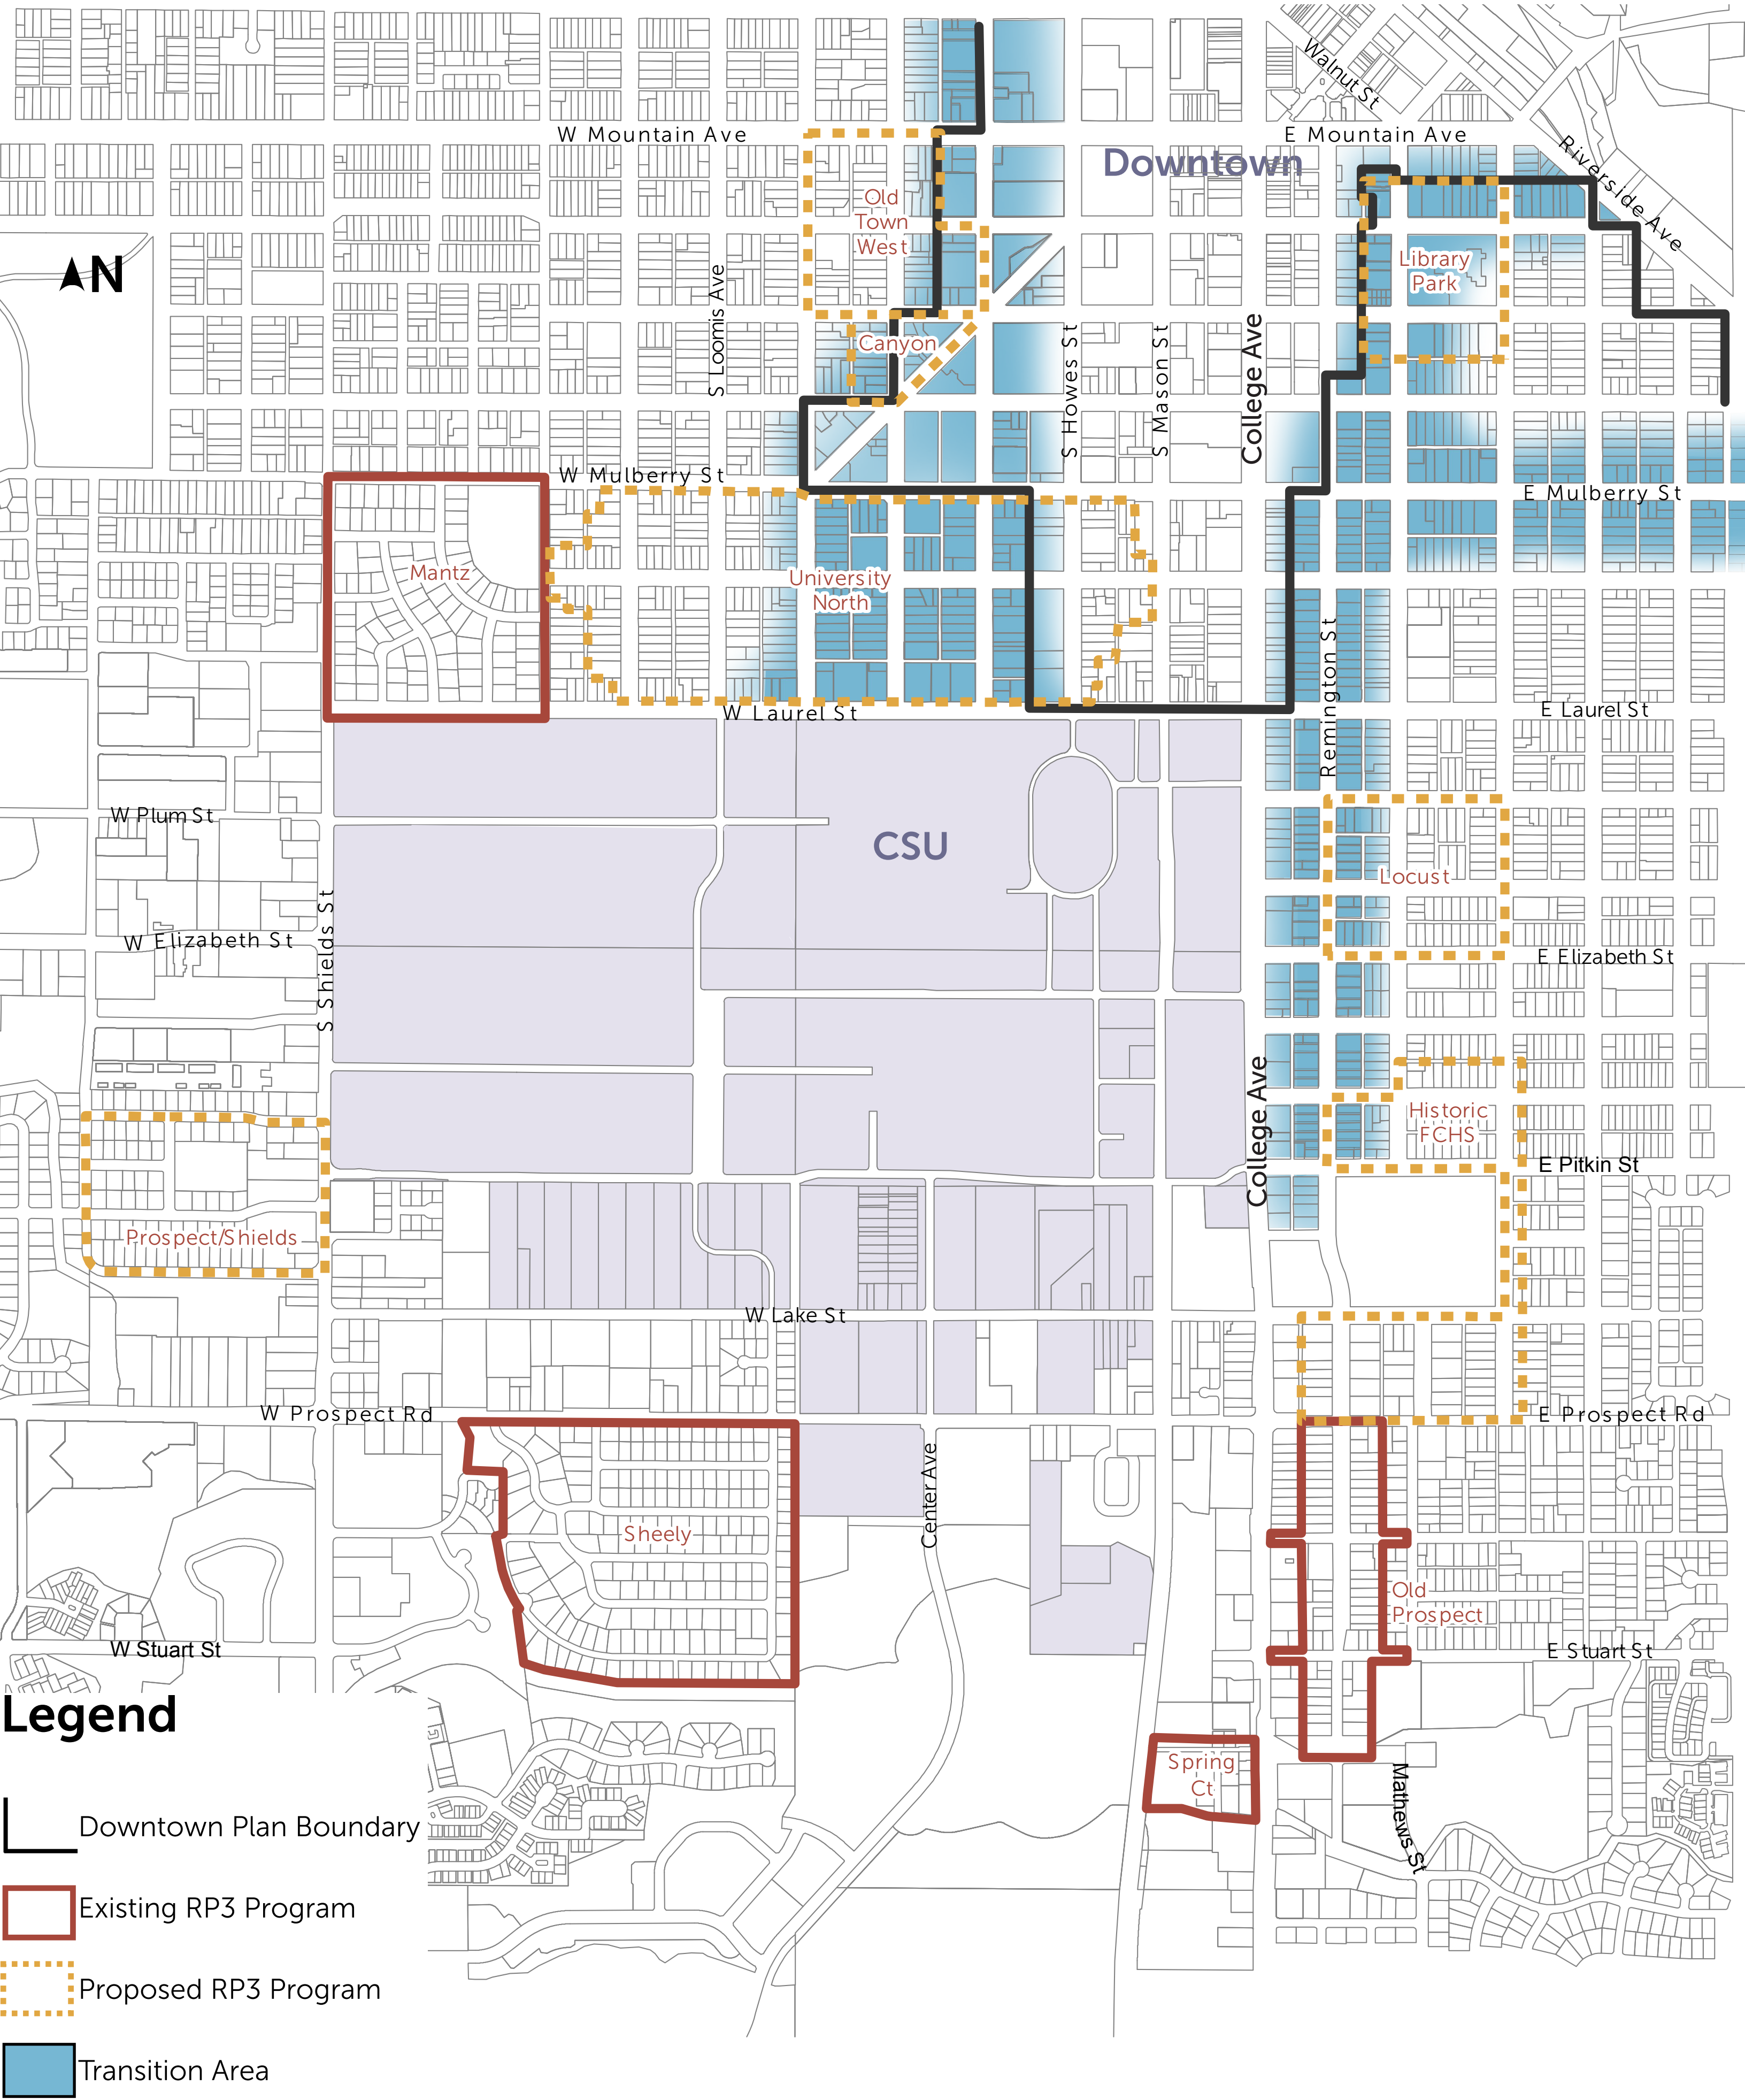 Walnut St
W Mountain Ave
E Mountain Ave
Downtown
Riverside Ave
Old
Town
West
N
Library
Park
S Loomis Ave
Canyon
S Howes St
S Mason St
College Ave
W Mulberry St
E Mulberry St
Mantz
University
North
Remington St
W Laurel St
E Laurel St
W Plum St
CSU
Locust
S Shields St
W Elizabeth St
E Elizabeth St
College Ave
Historic
FCHS
E Pitkin St
Prospect/Shields
W Lake St
W Prospect Rd
E Prospect Rd
Center Ave
Sheely
Old
Prospect
W Stuart St
E Stuart St
Legend
Spring
Ct
Mathews St
Downtown Plan Boundary
Existing RP3 Program
Proposed RP3 Program
Transition Area